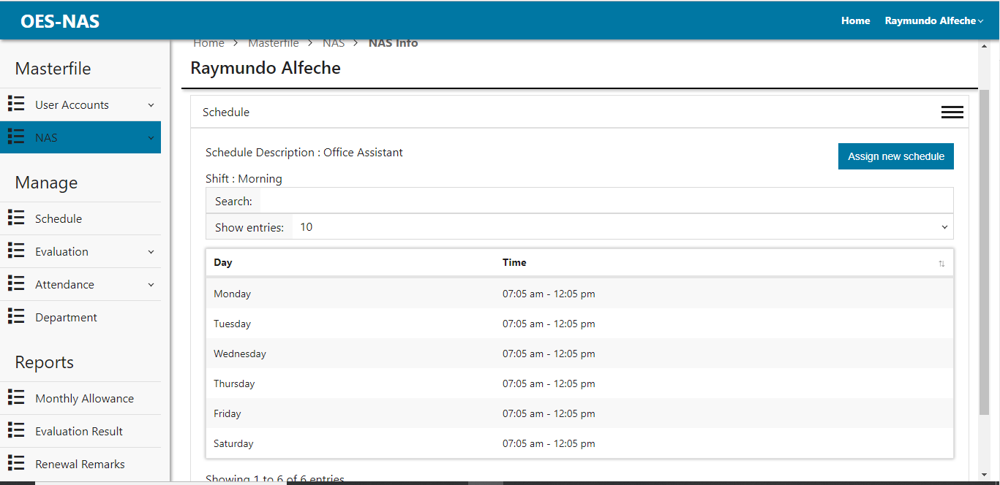 OES-NAS
Home Raymundo Alfeche
Home > Masterfile > NAS > NAS Info
Raymundo Alfeche
Masterfile
User Accounts
NAS
Manage
Schedule
Evaluation
Attendance
Department
Reports
Monthly Allowance
Evaluation Result
Renewal Remarks
Schedule
Schedule Description : Office Assistant
Assign new schedule
Shift : Morning
Search:
Show entries: 10
Day Time
Monday 07:05 am - 12:05 pm
Tuesday 07:05 am - 12:05 pm
Wednesday 07:05 am - 12:05 pm
Thursday 07:05 am - 12:05 pm
Friday 07:05 am - 12:05 pm
Saturday 07:05 am - 12:05 pm
Showing 1 to 6 of 6 entries